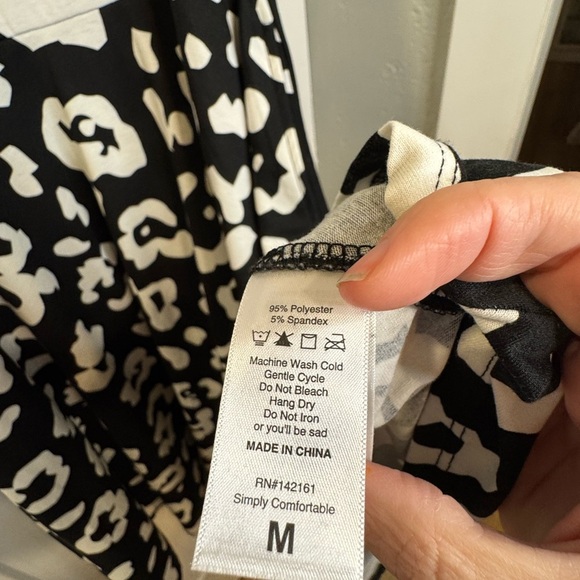 95% Polyester
5% Spandex
Machine Wash Cold
Gentle Cycle
Do Not Bleach
Hang Dry
Do Not Iron
or you'll be sad
MADE IN CHINA
RN#142161
Simply Comfortable
M